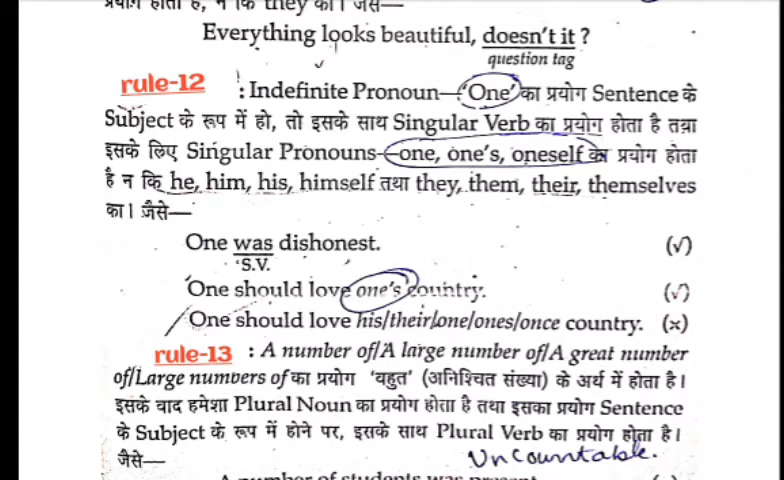 प्रयोग होता है, न कि they का। जैसे—
Everything looks beautiful, doesn't it ?
question tag
rule-12 : Indefinite Pronoun—'One' का प्रयोग Sentence के
Subject के रूप में हो, तो इसके साथ Singular Verb का प्रयोग होता है तथा
इसके लिए Singular Pronouns—one, one's, oneself का प्रयोग होता
है न कि he, him, his, himself तथा they, them, their, themselves
का। जैसे—
One was dishonest. (√)
S.V.
One should love one's country. (√)
One should love his/their/one/ones/once country. (×)
rule-13 : A number of/A large number of/A great number
of/Large numbers of का प्रयोग 'बहुत' (अनिश्चित संख्या) के अर्थ में होता है।
इसके बाद हमेशा Plural Noun का प्रयोग होता है तथा इसका प्रयोग Sentence
के Subject के रूप में होने पर, इसके साथ Plural Verb का प्रयोग होता है।
जैसे— Uncountable.
A number of students was present